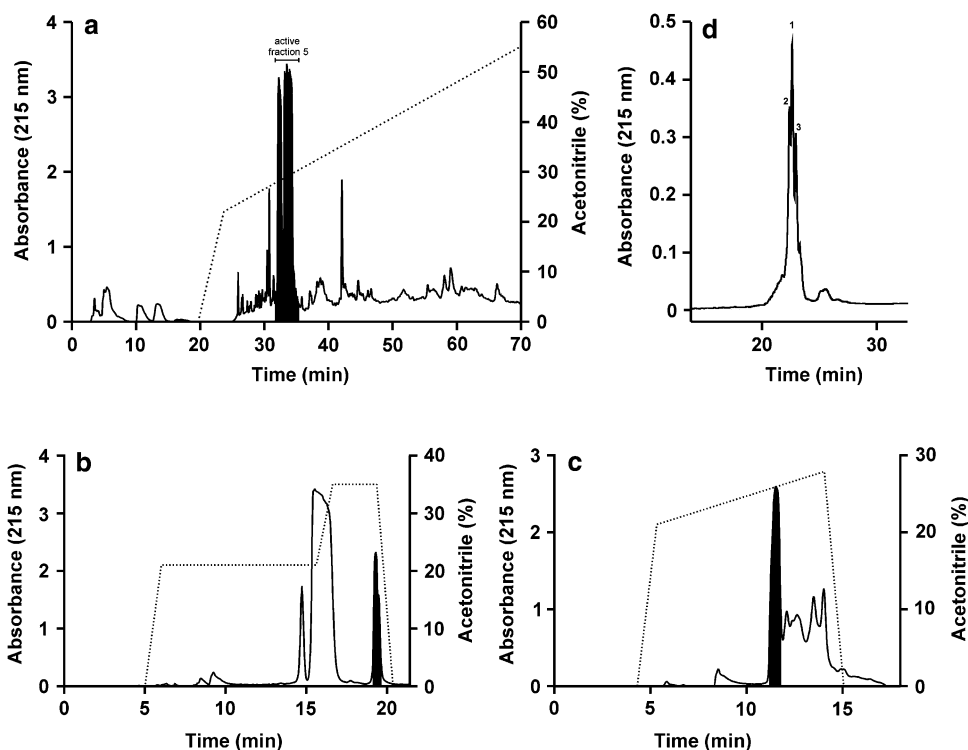 a
active
fraction 5
Absorbance (215 nm)
4
3
2
1
0
60
50
40
30
20
10
0
Acetonitrile (%)
0 10 20 30 40 50 60 70
Time (min)
d
1
2
3
Absorbance (215 nm)
0.5
0.4
0.3
0.2
0.1
0
20 30
Time (min)
b
Absorbance (215 nm)
4
3
2
1
0
40
30
20
10
0
Acetonitrile (%)
0 5 10 15 20
Time (min)
c
Absorbance (215 nm)
3
2
1
0
30
20
10
0
Acetonitrile (%)
0 5 10 15
Time (min)